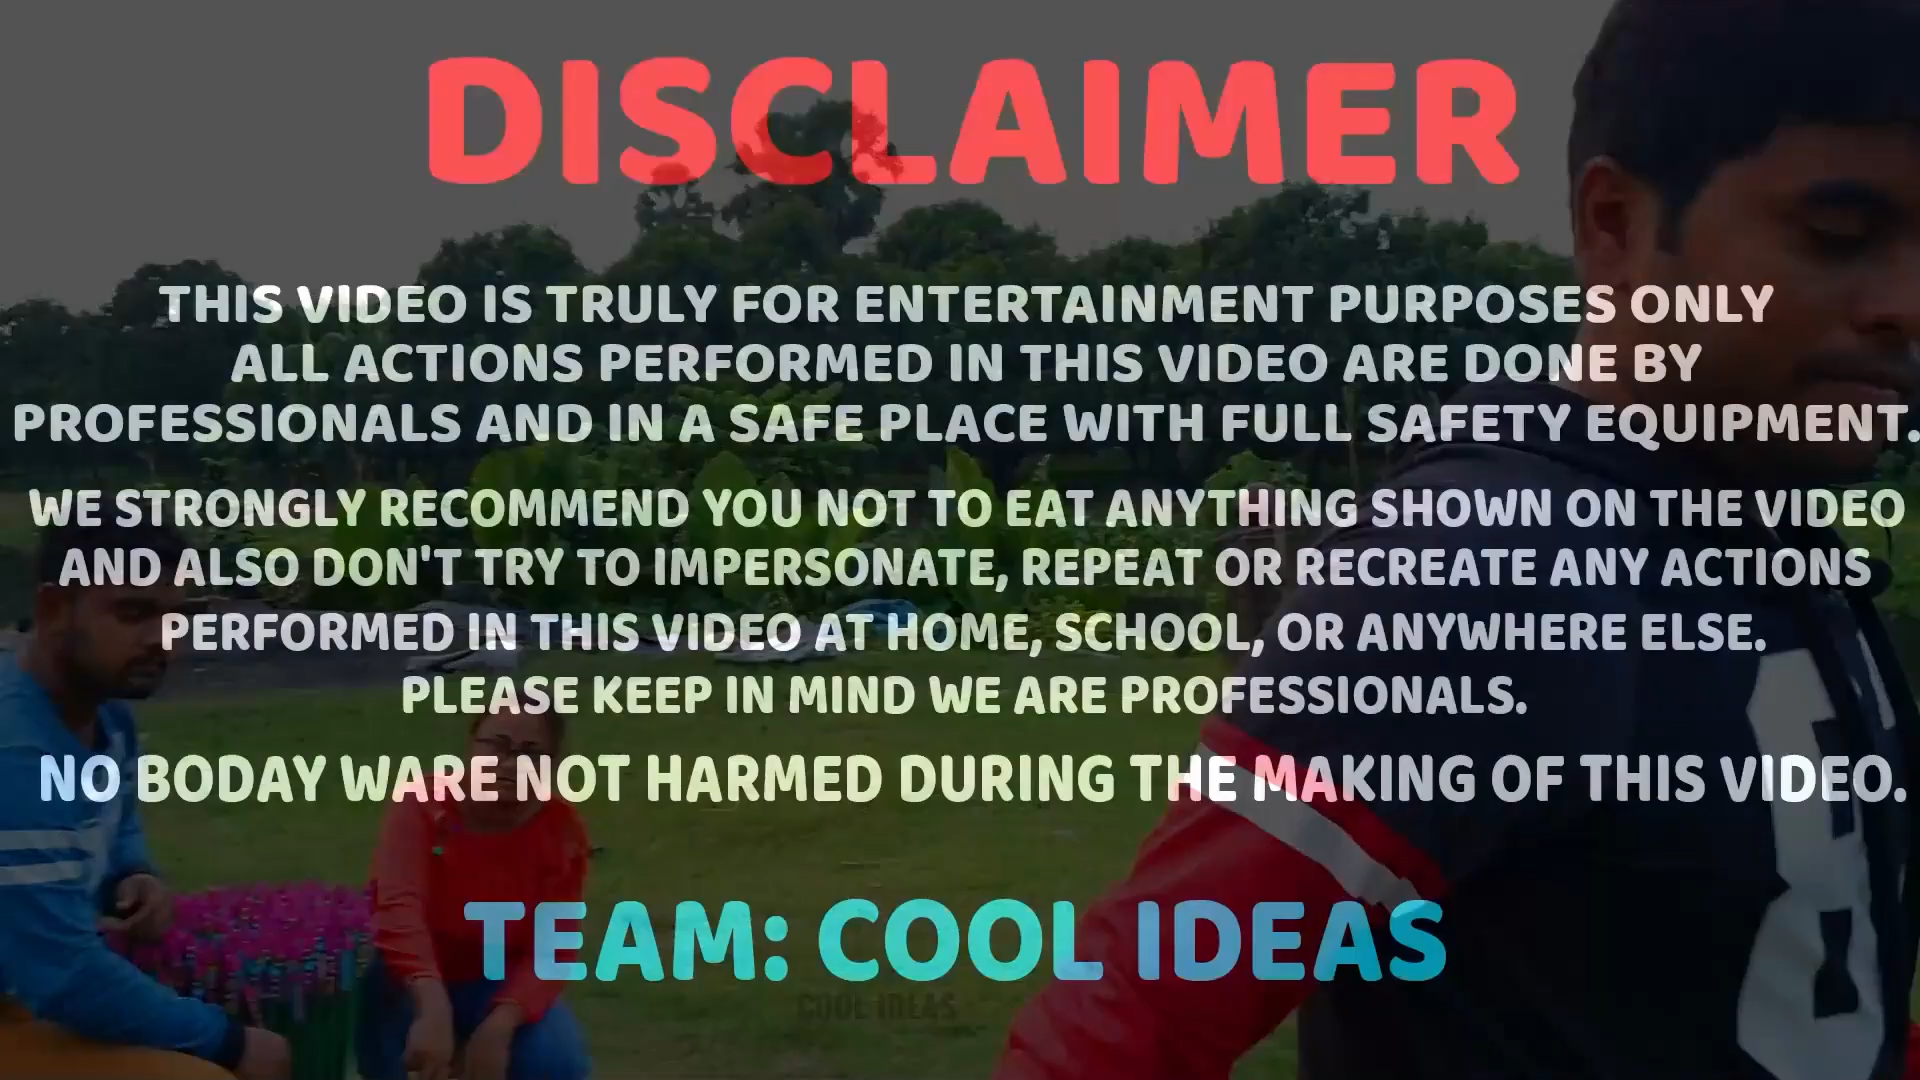 DISCLAIMER
THIS VIDEO IS TRULY FOR ENTERTAINMENT PURPOSES ONLY
ALL ACTIONS PERFORMED IN THIS VIDEO ARE DONE BY
PROFESSIONALS AND IN A SAFE PLACE WITH FULL SAFETY EQUIPMENT.
WE STRONGLY RECOMMEND YOU NOT TO EAT ANYTHING SHOWN ON THE VIDEO
AND ALSO DON'T TRY TO IMPERSONATE, REPEAT OR RECREATE ANY ACTIONS
PERFORMED IN THIS VIDEO AT HOME, SCHOOL, OR ANYWHERE ELSE.
PLEASE KEEP IN MIND WE ARE PROFESSIONALS.
NO BODAY WARE NOT HARMED DURING THE MAKING OF THIS VIDEO.
TEAM: COOL IDEAS
COOL IDEAS